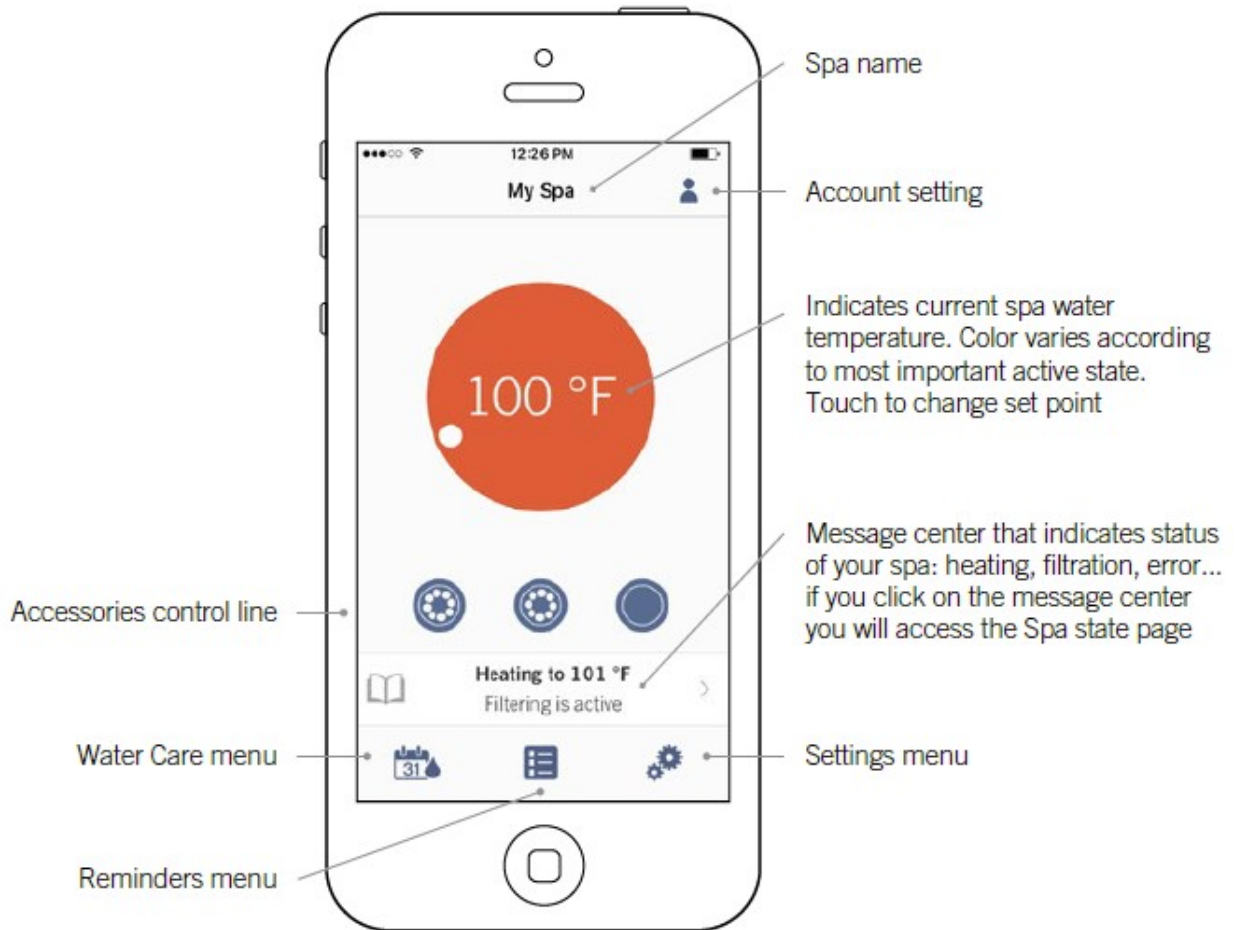 Spa name
12:26 PM
My Spa
Account setting
Indicates current spa water
temperature. Color varies according
to most important active state.
Touch to change set point
100 °F
Message center that indicates status
of your spa: heating, filtration, error...
if you click on the message center
you will access the Spa state page
Accessories control line
Heating to 101 °F
Filtering is active
Water Care menu
31
Settings menu
Reminders menu